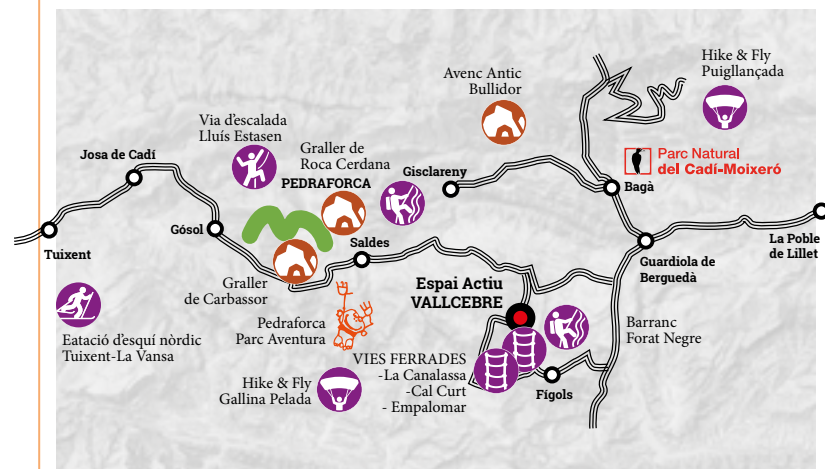 Hike & Fly
Puigllançada
Avenc Antic
Bullidor
Via d'escalada
Lluís Estasen
Graller de
Roca Cerdana
Josa de Cadí
PEDRAFORCA
Gisclareny
Parc Natural
del Cadí-Moixeró
Bagà
Tuixent
Gósol
Saldes
Guardiola de
Berguedà
La Poble
de Lillet
Graller
de Carbassor
Espai Actiu
VALLCEBRE
Eatació d'esquí nòrdic
Tuixent-La Vansa
Pedraforca
Parc Aventura
Barranc
Forat Negre
VIES FERRADES
-La Canalassa
-Cal Curt
- Empalomar
Hike & Fly
Gallina Pelada
Fígols